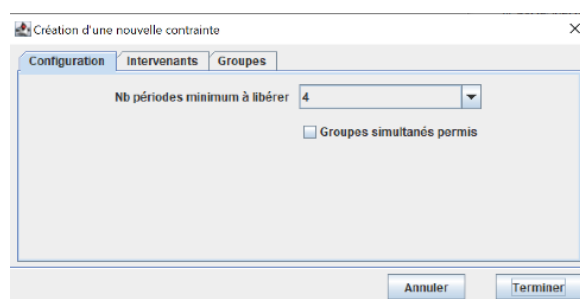 Création d'une nouvelle contrainte
Configuration Intervenants Groupes
Nb périodes minimum à libérer 4
Groupes simultanés permis
Annuler Terminer